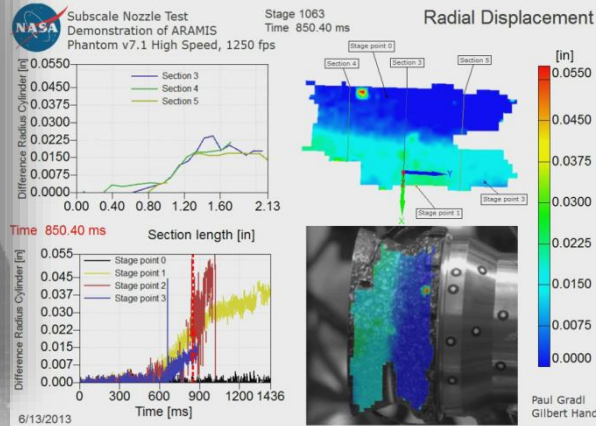 NASA
Subscale Nozzle Test
Demonstration of ARAMIS
Phantom v7.1 High Speed, 1250 fps
Stage 1063
Time 850.40 ms
Radial Displacement
Difference Radius Cylinder [in]
0.0550
0.0450
0.0375
0.0300
0.0225
0.0150
0.0075
0.0000
Section 3
Section 4
Section 5
0.00 0.40 0.80 1.20 1.60 2.13
Section length [in]
Stage point 0
Section 4
Section 3
Section 5
Stage point 1
Stage point 3
Y
X
[in]
0.0550
0.0450
0.0375
0.0300
0.0225
0.0150
0.0075
0.0000
Time 850.40 ms
Difference Radius Cylinder [in]
0.055
0.045
0.037
0.030
0.022
0.015
0.007
0.000
Stage point 0
Stage point 1
Stage point 2
Stage point 3
0 200 400 600 800 1000 1200 1436
Time [ms]
6/13/2013
Paul Gradl
Gilbert Hand